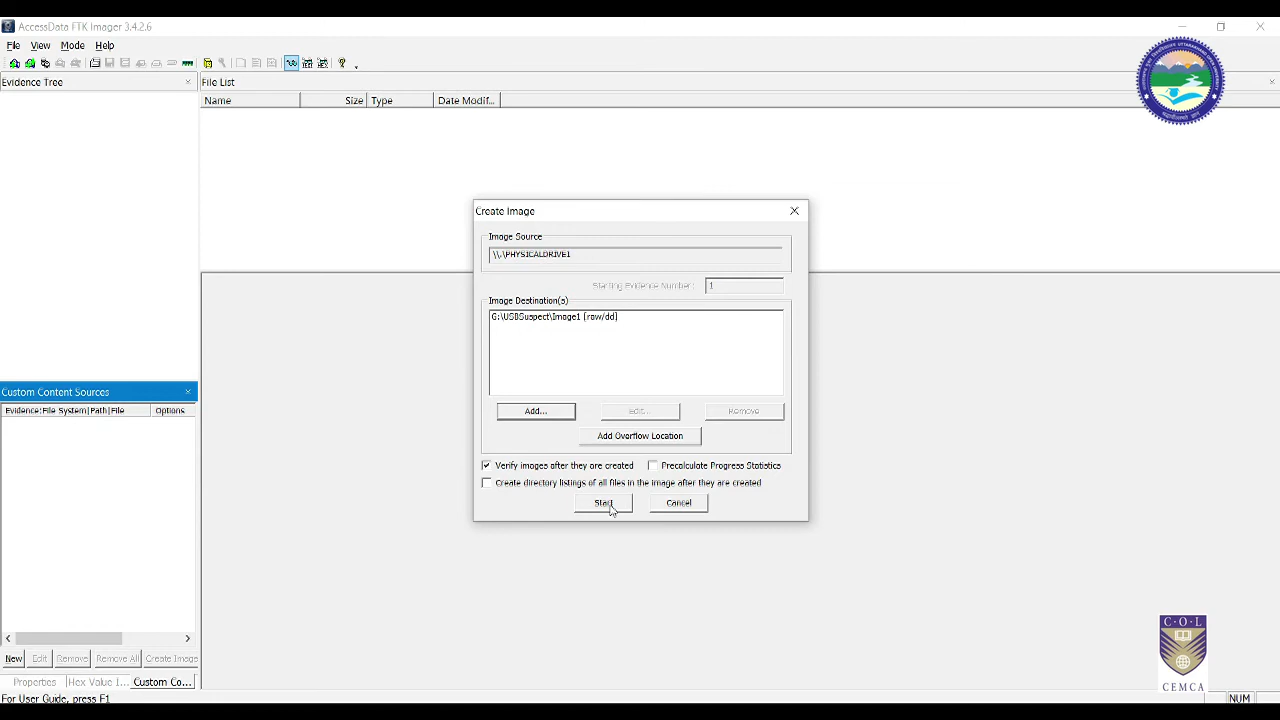 AccessData FTK Imager 3.4.2.6
File View Mode Help
Evidence Tree
File List
Name Size Type Date Modif...
Create Image
Image Source
\\.\PHYSICALDRIVE1
Starting Evidence Number: 1
Image Destination(s)
G:\USBSuspect\Image1 [raw/dd]
Add... Edit... Remove
Add Overflow Location
Verify images after they are created Precalculate Progress Statistics
Create directory listings of all files in the image after they are created
Start Cancel
Custom Content Sources
Evidence:File System|Path|File Options
New Edit Remove Remove All Create Image
Properties Hex Value I... Custom Co...
For User Guide, press F1
NUM
C·O·L
CEMCA